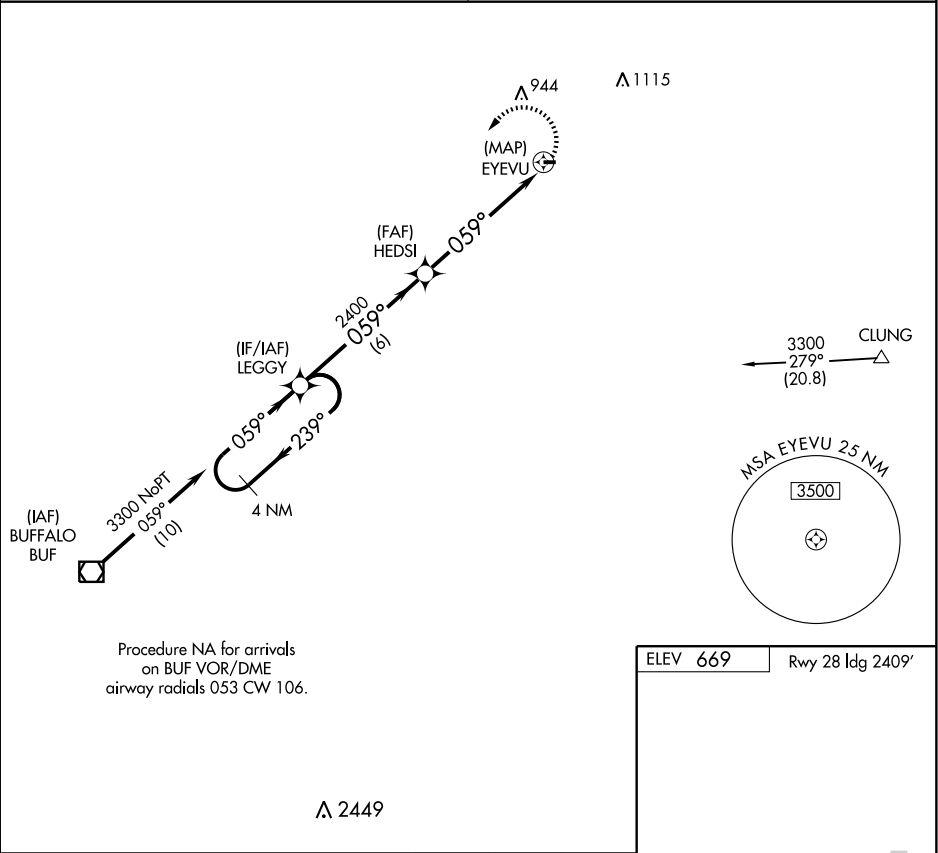 944
1115
(MAP)
EYEVU
059°
(FAF)
HEDSI
2400
059°
(6)
(IF/IAF)
LEGGY
059°
239°
4 NM
3300 NoPT
059°
(10)
(IAF)
BUFFALO
BUF
3300
279°
(20.8)
CLUNG
MSA EYEVU 25 NM
3500
Procedure NA for arrivals
on BUF VOR/DME
airway radials 053 CW 106.
ELEV 669
Rwy 28 ldg 2409'
2449